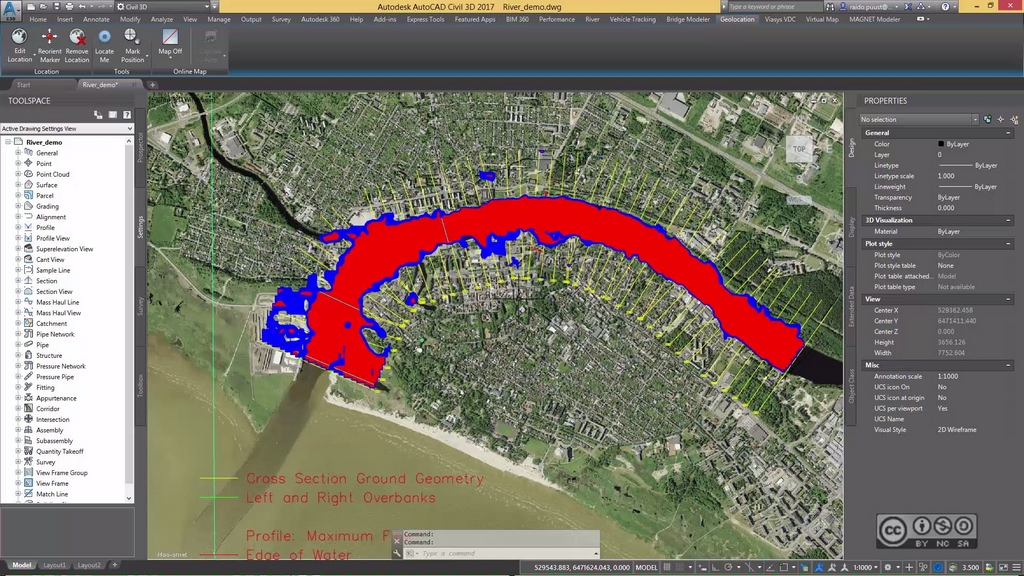 Civil 3D
Autodesk AutoCAD Civil 3D 2017 River_demo.dwg
Type a keyword or phrase
raido.puust@...
Home Insert Annotate Modify Analyze View Manage Output Survey Autodesk 360 Help Add-ins Express Tools Featured Apps BIM 360 Performance River Vehicle Tracking Bridge Modeler Geolocation Viasys VDC Virtual Map MAGNET Modeler
Edit Location
Reorient Marker
Remove Location
Locate Me
Mark Position
Map Off
Location
Tools
Online Map
Start
River_demo*
TOOLSPACE
Active Drawing Settings View
River_demo
General
Point
Point Cloud
Surface
Parcel
Grading
Alignment
Profile
Profile View
Superelevation View
Cant View
Sample Line
Section
Section View
Mass Haul Line
Mass Haul View
Catchment
Pipe Network
Pipe
Structure
Pressure Network
Pressure Pipe
Fitting
Appurtenance
Corridor
Intersection
Assembly
Subassembly
Quantity Takeoff
Survey
View Frame Group
View Frame
Match Line
Prospector
Settings
Survey
Toolbox
TOP
Cross Section Ground Geometry
Left and Right Overbanks
Profile: Maximum F
Edge of Water
Maa-amet
Command:
Command:
Type a command
BY NC SA
PROPERTIES
No selection
Design
Display
Extended Data
Object Class
General
Color ByLayer
Layer 0
Linetype ByLayer
Linetype scale 1.000
Lineweight ByLayer
Transparency ByLayer
Thickness 0.000
3D Visualization
Material ByLayer
Plot style
Plot style ByColor
Plot style table None
Plot table attached... Model
Plot table type Not available
View
Center X 529362.458
Center Y 6471411.440
Center Z 0.000
Height 3656.126
Width 7752.604
Misc
Annotation scale 1:1000
UCS icon On No
UCS icon at origin No
UCS per viewport Yes
UCS Name
Visual Style 2D Wireframe
Model Layout1 Layout2
529543.883, 6471624.043, 0.000 MODEL
1:1000
3.500